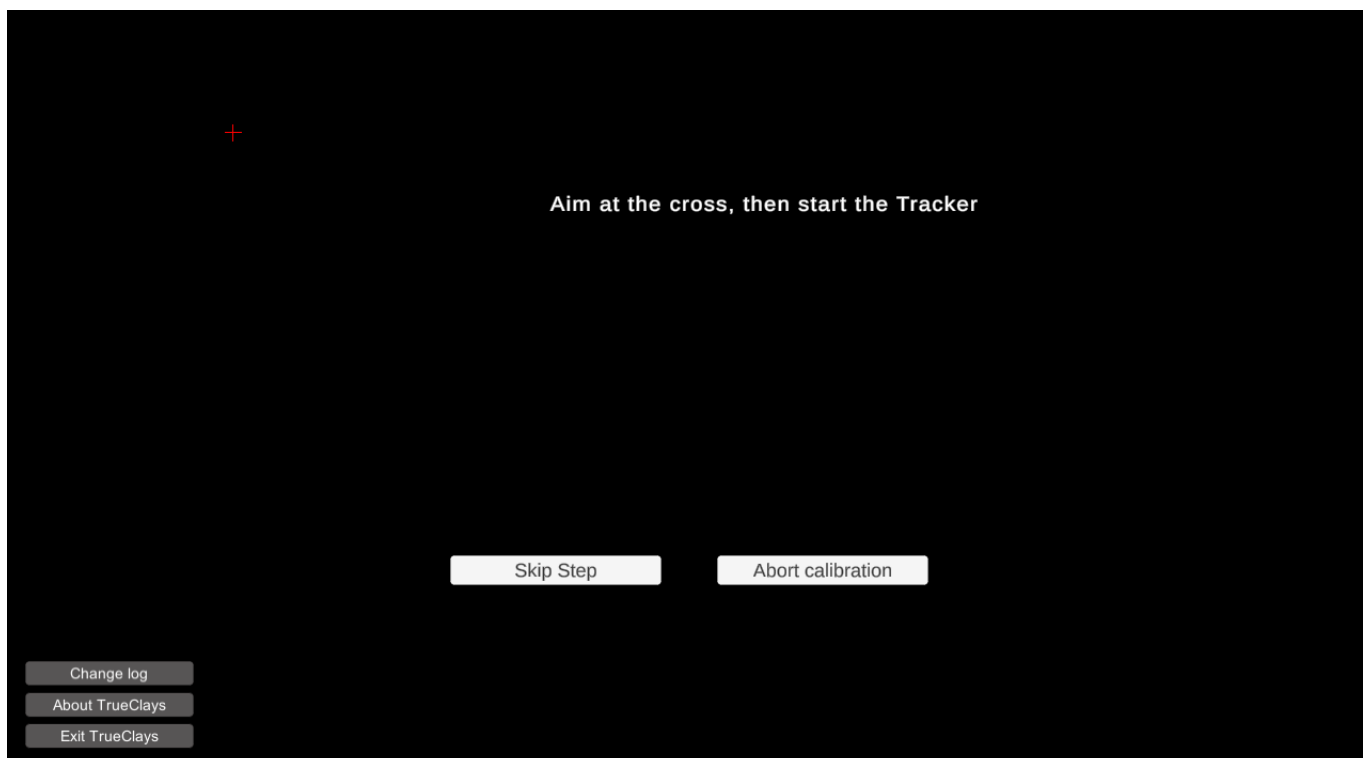 Aim at the cross, then start the Tracker
Skip Step
Abort calibration
Change log
About TrueClays
Exit TrueClays